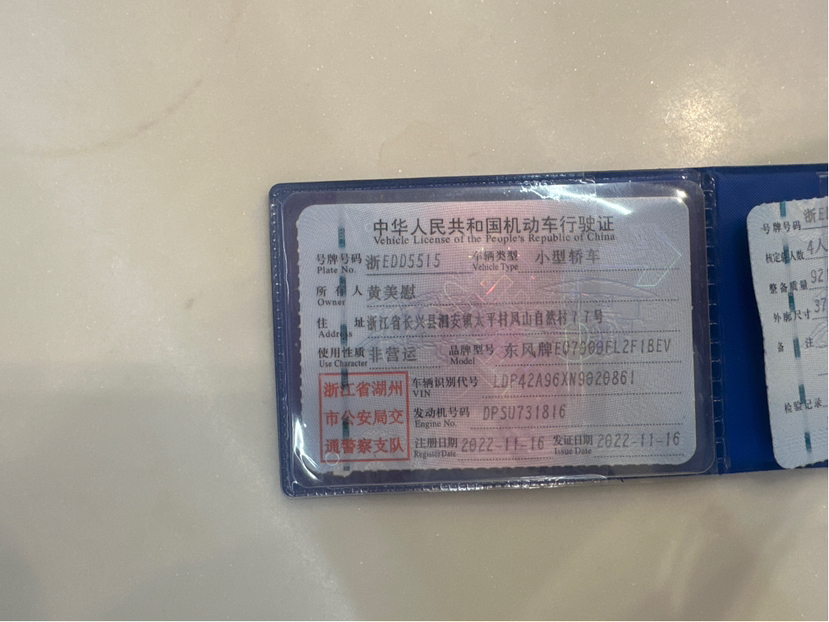 中华人民共和国机动车行驶证
Vehicle License of the People's Republic of China
号牌号码 Plate No. 浙EDD5515 车辆类型 Vehicle Type 小型轿车
所有人 Owner 黄美慰
住址 Address 浙江省长兴县泗安镇太平村凤山自然村77号
使用性质 Use Character 非营运 品牌型号 Model 东风牌EQ7000FL2F1BEV
浙江省湖州
市公安局交
通警察支队
车辆识别代号 VIN LDP42A96XN9020861
发动机号码 Engine No. DPSU731816
注册日期 Register Date 2022-11-16 发证日期 Issue Date 2022-11-16
号牌号码 浙ED
核定载人数 4人
整备质量 92
外廓尺寸 37
备注
检验记录